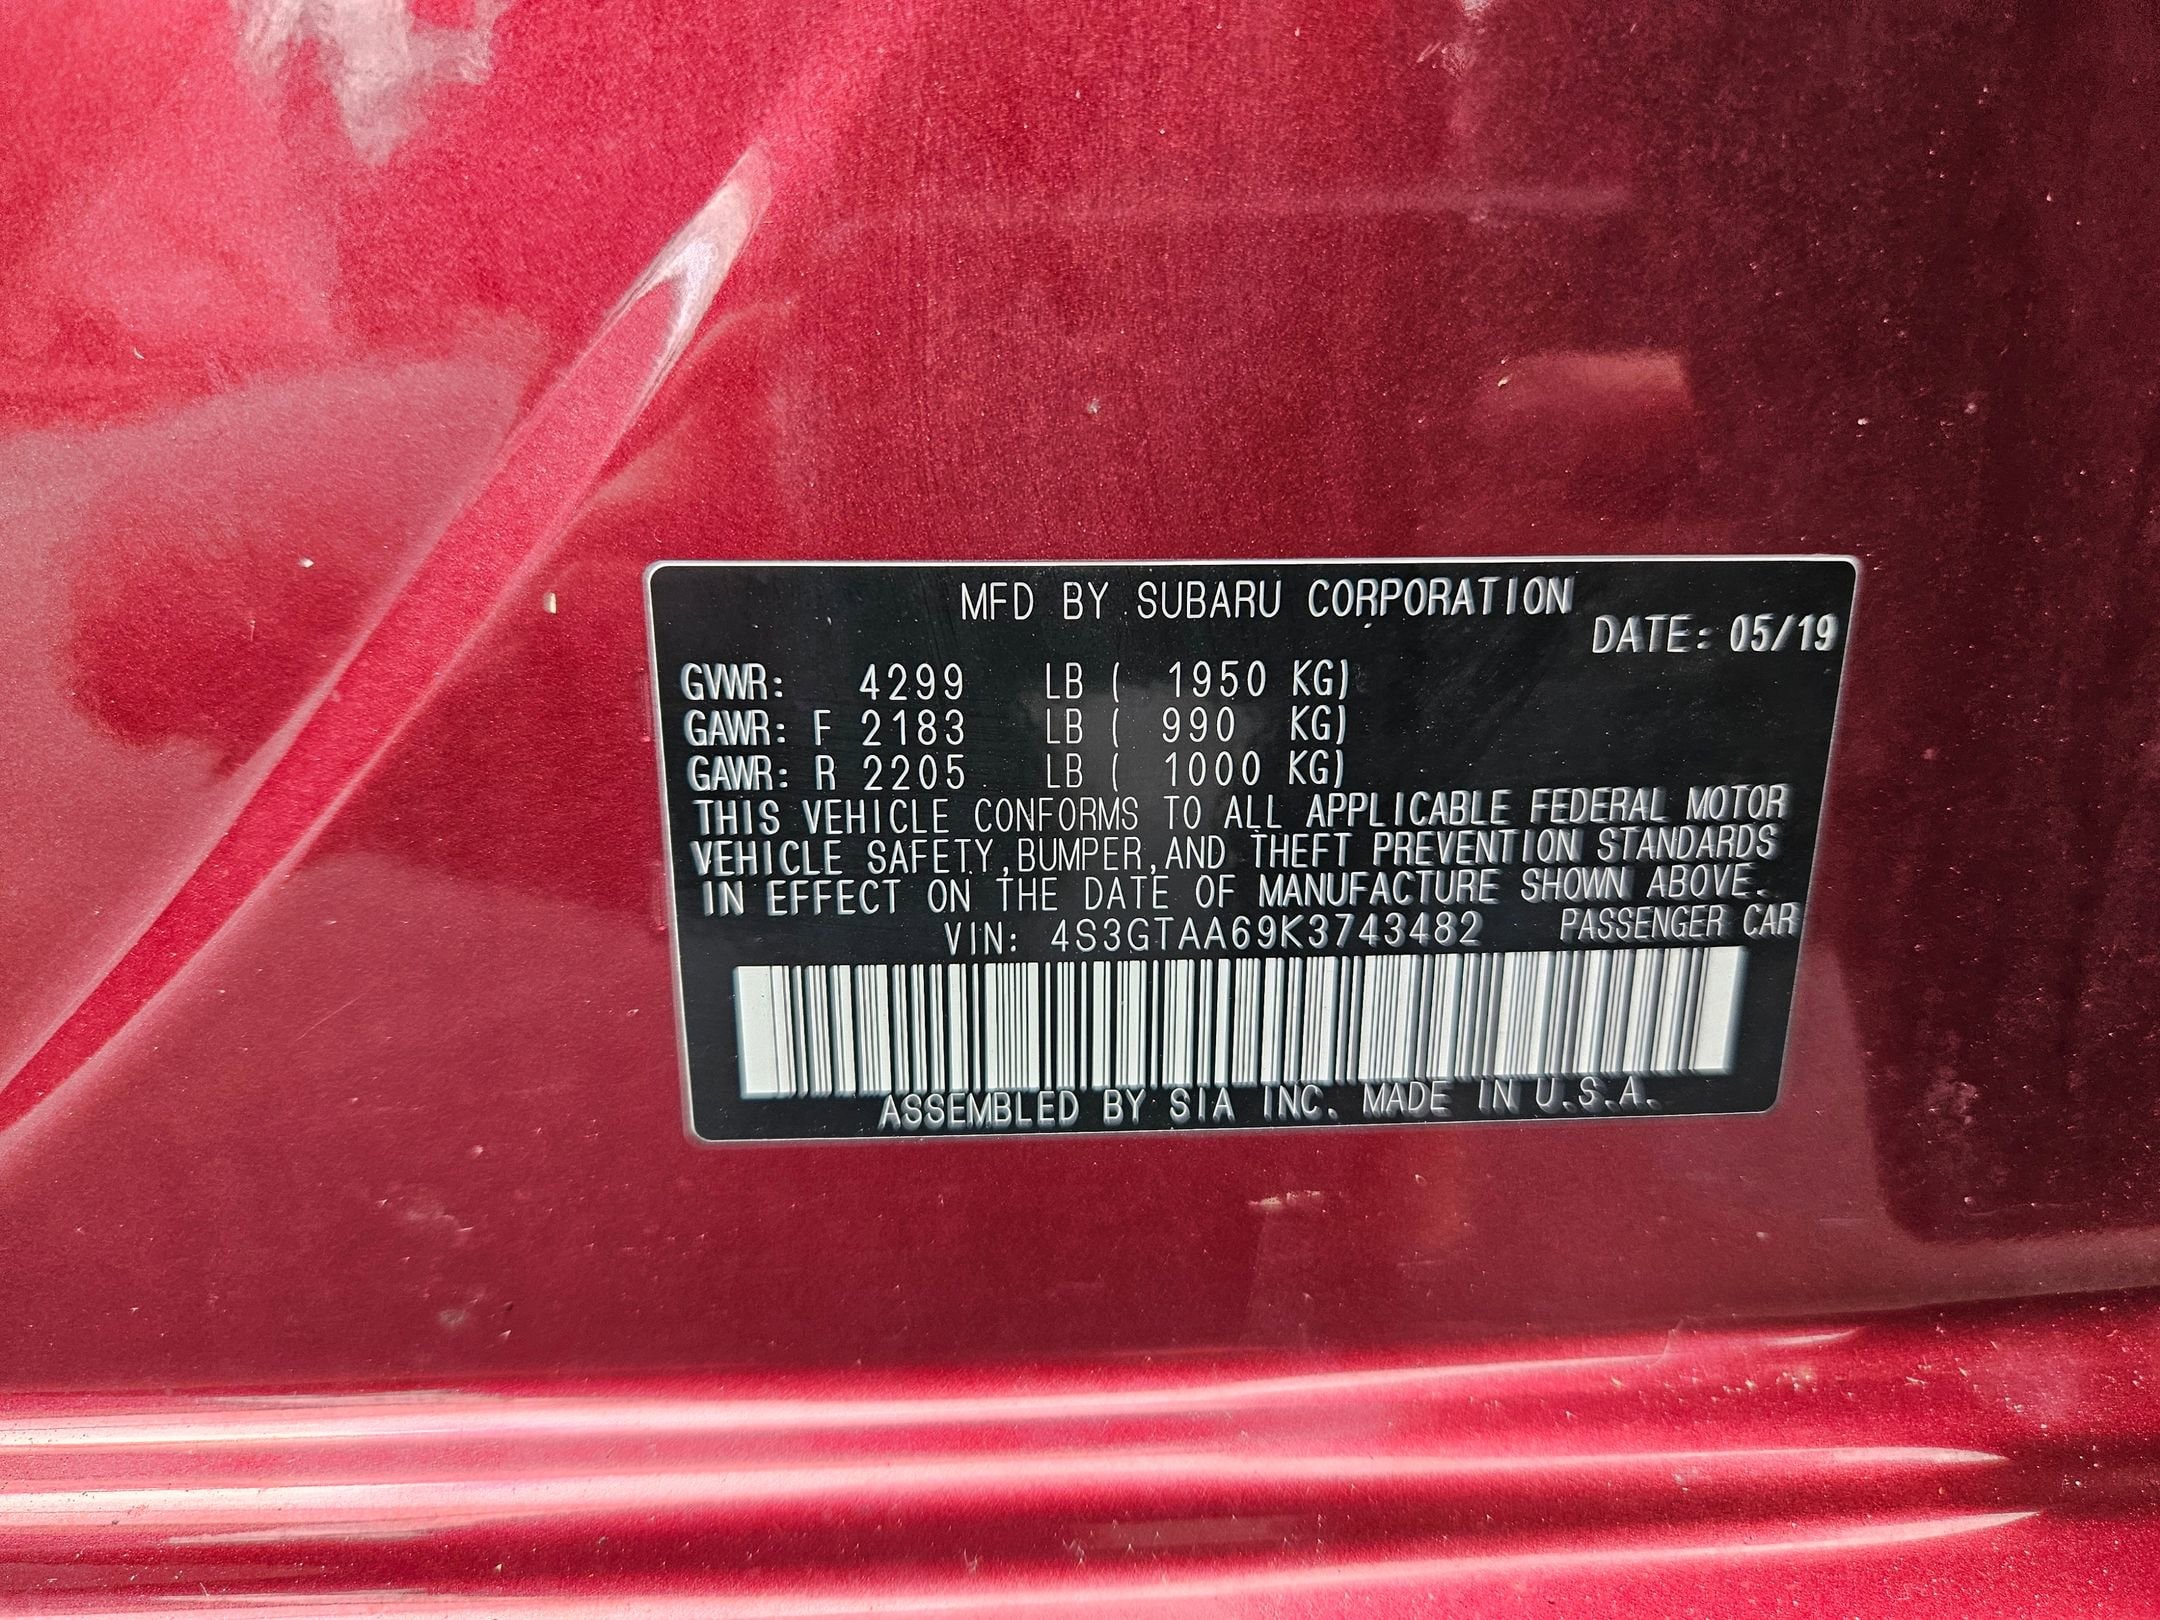 MFD BY SUBARU CORPORATION
DATE: 05/19
GVWR: 4299 LB ( 1950 KG)
GAWR: F 2183 LB ( 990 KG)
GAWR: R 2205 LB ( 1000 KG)
THIS VEHICLE CONFORMS TO ALL APPLICABLE FEDERAL MOTOR
VEHICLE SAFETY, BUMPER, AND THEFT PREVENTION STANDARDS
IN EFFECT ON THE DATE OF MANUFACTURE SHOWN ABOVE.
VIN: 4S3GTAA69K3743482 PASSENGER CAR
ASSEMBLED BY SIA INC. MADE IN U.S.A.